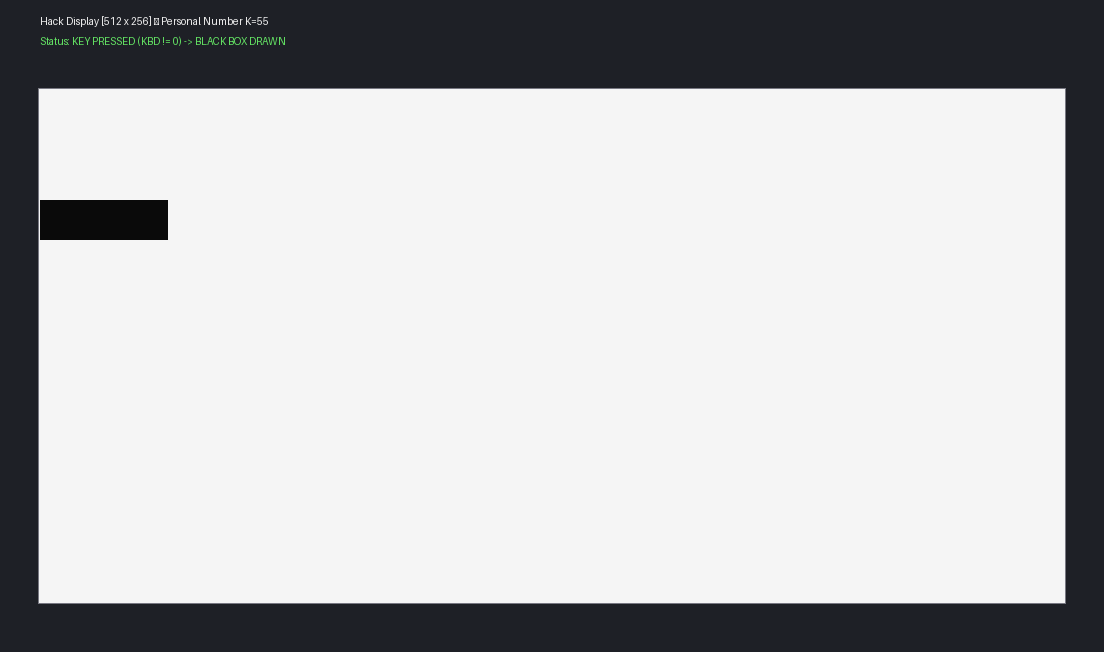 Hack Display [512 x 256] ▯ Personal Number K=55
Status: KEY PRESSED (KBD != 0) -> BLACK BOX DRAWN